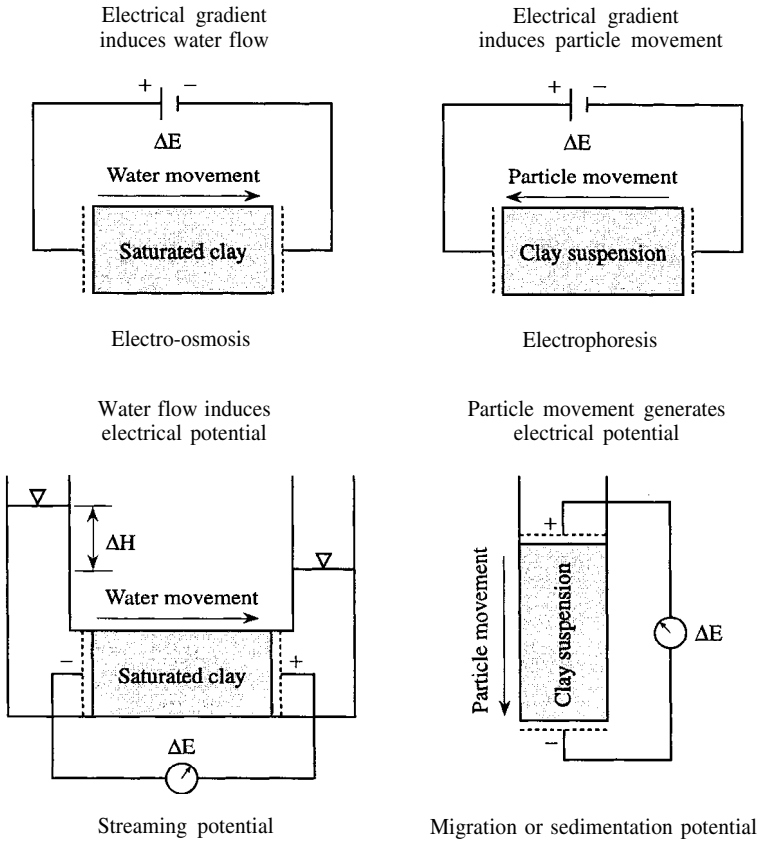 Electrical gradient
induces water flow
+ −
ΔE
Water movement
Saturated clay
Electro-osmosis
Electrical gradient
induces particle movement
+ −
ΔE
Particle movement
Clay suspension
Electrophoresis
Water flow induces
electrical potential
ΔH
Water movement
− +
Saturated clay
ΔE
Streaming potential
Particle movement generates
electrical potential
+
Particle movement
Clay suspension
ΔE
−
Migration or sedimentation potential